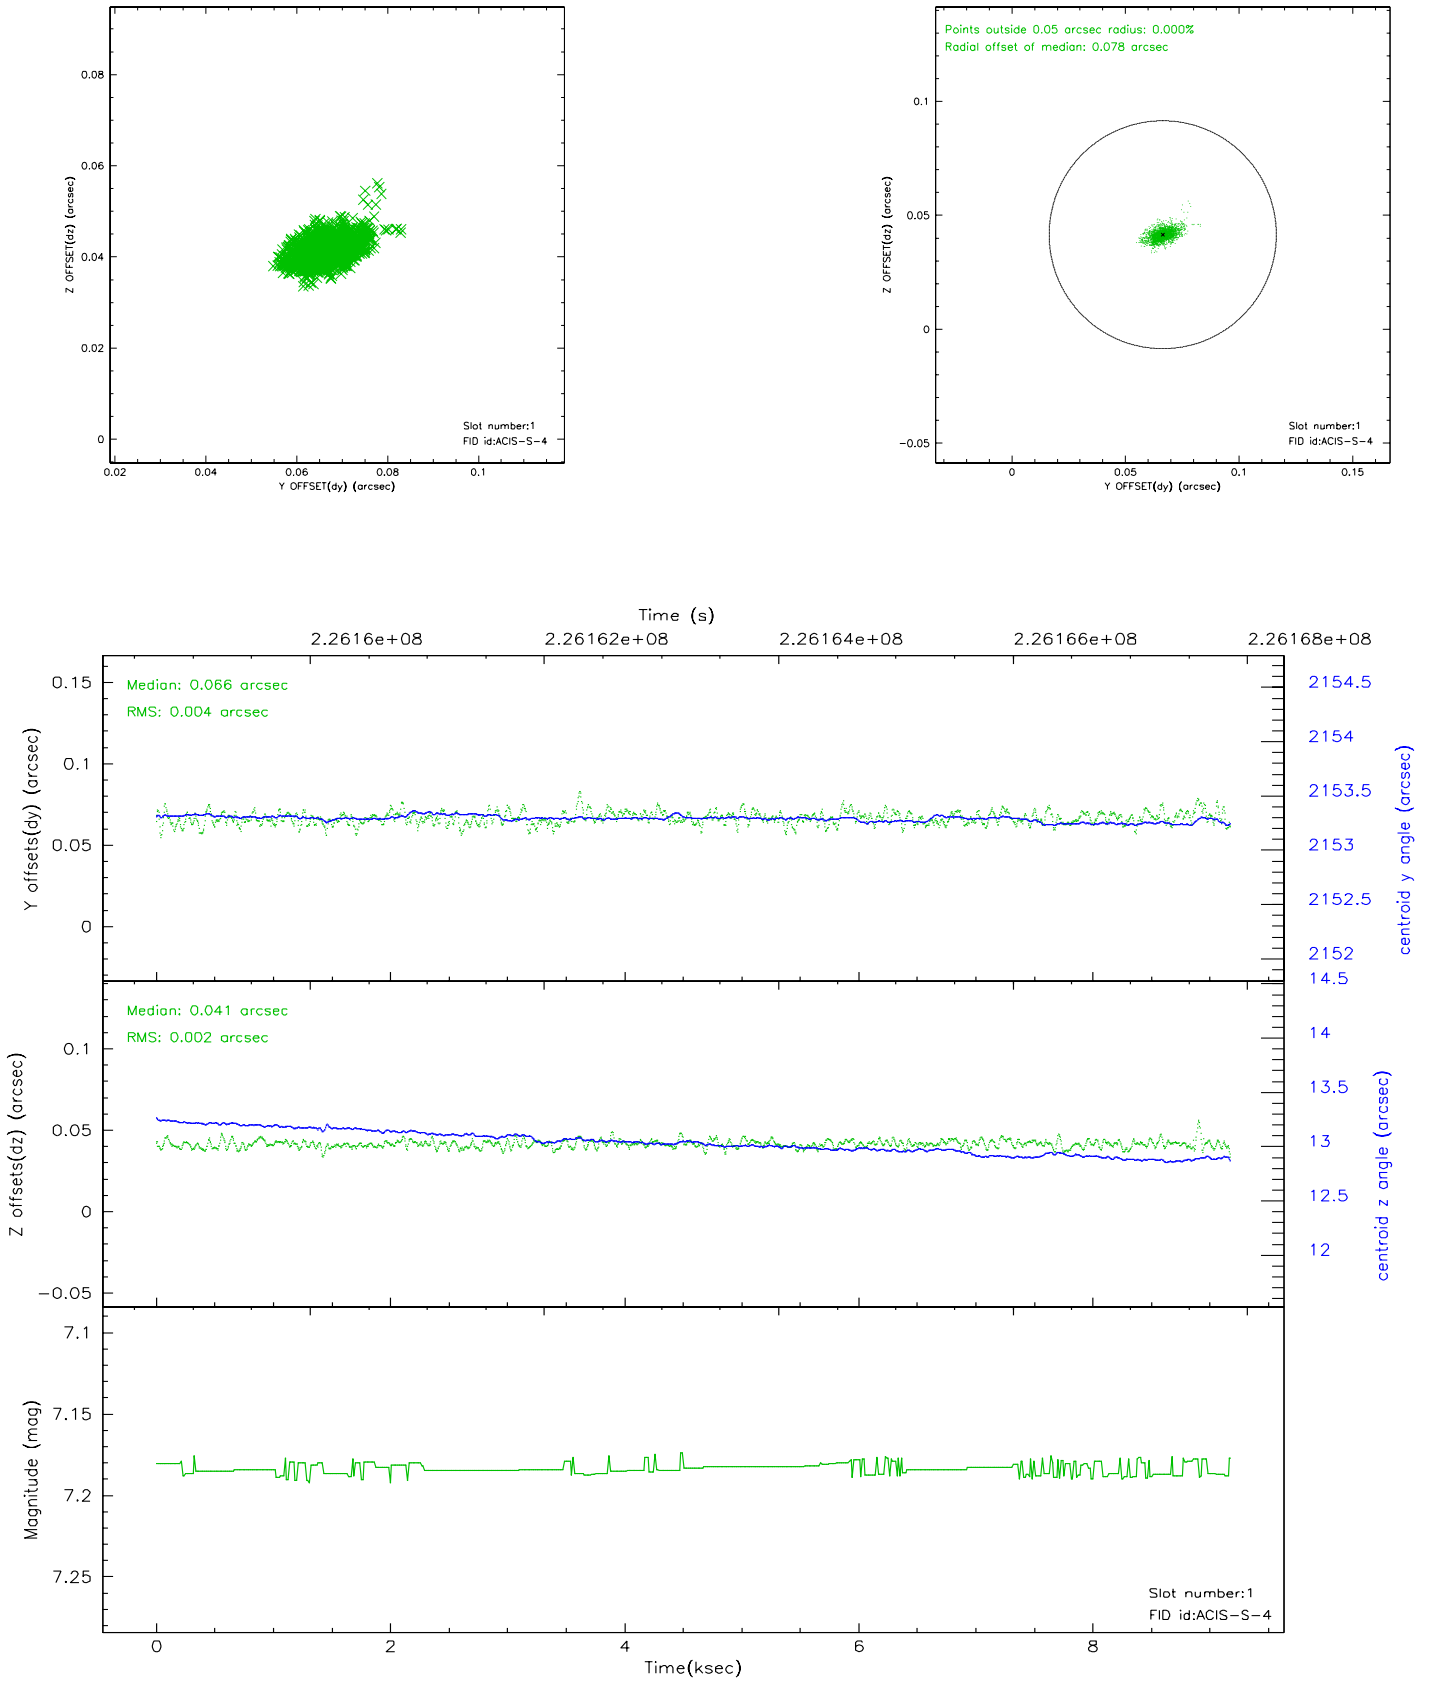 0.08
0.06
0.04
0.02
0
Z OFFSET(dz) (arcsec)
Slot number:1
FID id:ACIS-S-4
0.02 0.04 0.06 0.08 0.1
Y OFFSET(dy) (arcsec)
Points outside 0.05 arcsec radius: 0.000%
Radial offset of median: 0.078 arcsec
0.1
0.05
0
-0.05
Z OFFSET(dz) (arcsec)
Slot number:1
FID id:ACIS-S-4
0 0.05 0.1 0.15
Y OFFSET(dy) (arcsec)
Time (s)
2.2616e+08 2.26162e+08 2.26164e+08 2.26166e+08 2.26168e+08
Median: 0.066 arcsec
RMS: 0.004 arcsec
0.15
0.1
0.05
0
Y offsets(dy) (arcsec)
2154.5
2154
2153.5
2153
2152.5
2152
centroid y angle (arcsec)
Median: 0.041 arcsec
RMS: 0.002 arcsec
0.1
0.05
0
-0.05
Z offsets(dz) (arcsec)
14.5
14
13.5
13
12.5
12
centroid z angle (arcsec)
7.1
7.15
7.2
7.25
Magnitude (mag)
Slot number:1
FID id:ACIS-S-4
0 2 4 6 8
Time(ksec)